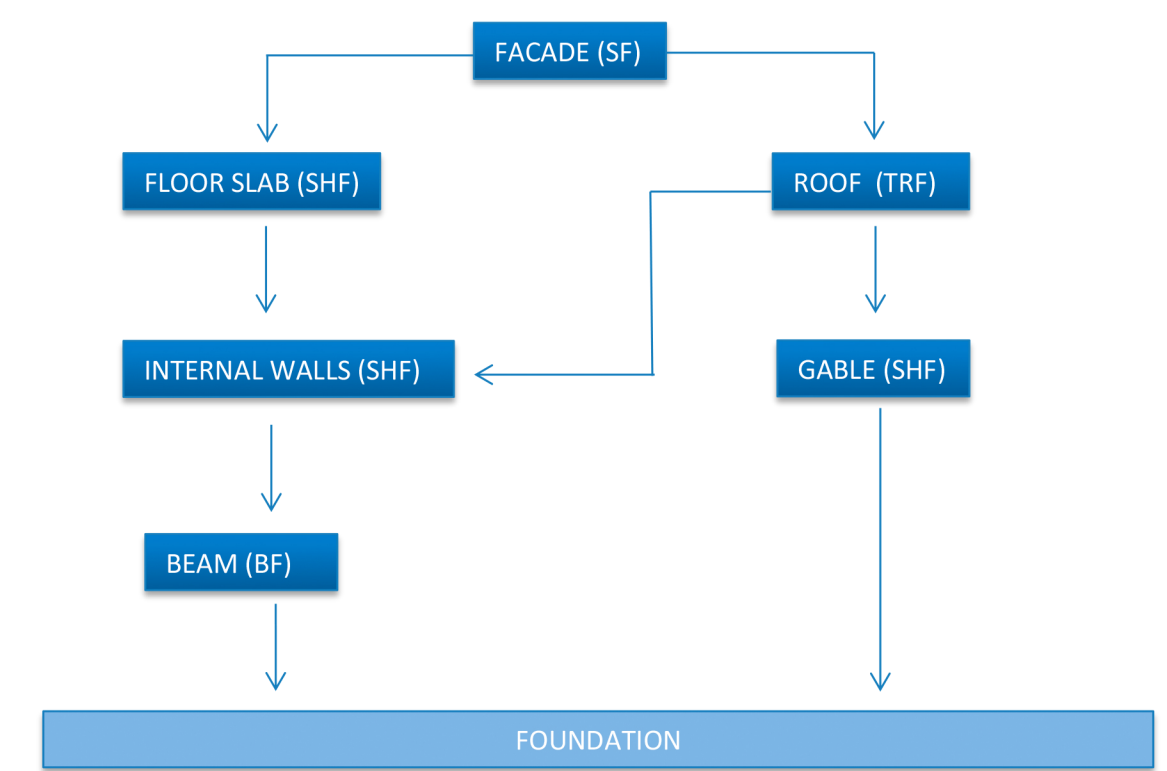 FACADE (SF)
FLOOR SLAB (SHF)
ROOF (TRF)
INTERNAL WALLS (SHF)
GABLE (SHF)
BEAM (BF)
FOUNDATION